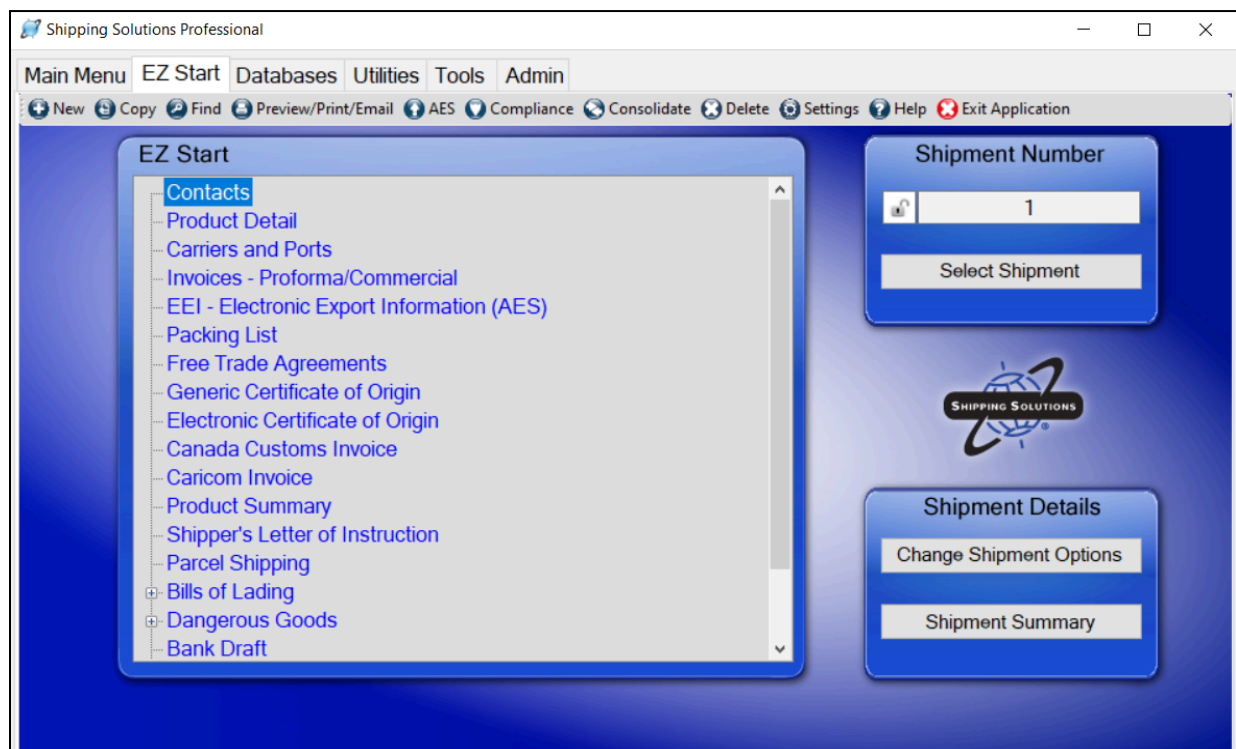 Shipping Solutions Professional
Main Menu EZ Start Databases Utilities Tools Admin
New Copy Find Preview/Print/Email AES Compliance Consolidate Delete Settings Help Exit Application
EZ Start
Contacts
Product Detail
Carriers and Ports
Invoices - Proforma/Commercial
EEI - Electronic Export Information (AES)
Packing List
Free Trade Agreements
Generic Certificate of Origin
Electronic Certificate of Origin
Canada Customs Invoice
Caricom Invoice
Product Summary
Shipper's Letter of Instruction
Parcel Shipping
Bills of Lading
Dangerous Goods
Bank Draft
Shipment Number
1
Select Shipment
SHIPPING SOLUTIONS
®
Shipment Details
Change Shipment Options
Shipment Summary